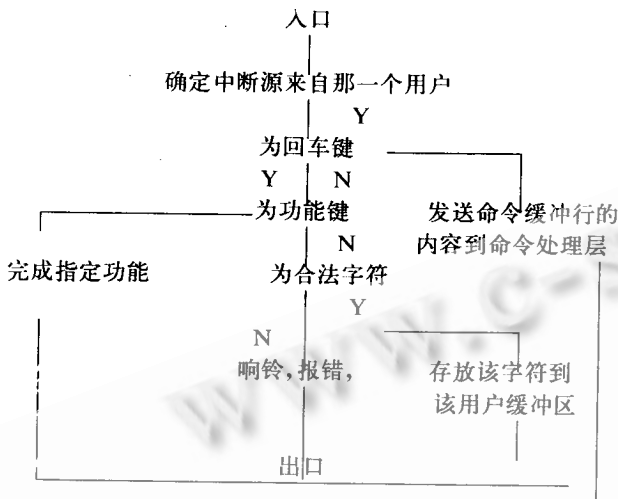 入口
确定中断源来自那一个用户
Y
为回车键
Y N
为功能键 发送命令缓冲行的
N 内容到命令处理层
完成指定功能 为合法字符
Y
N
响铃，报错， 存放该字符到
该用户缓冲区
出口
www.c-s